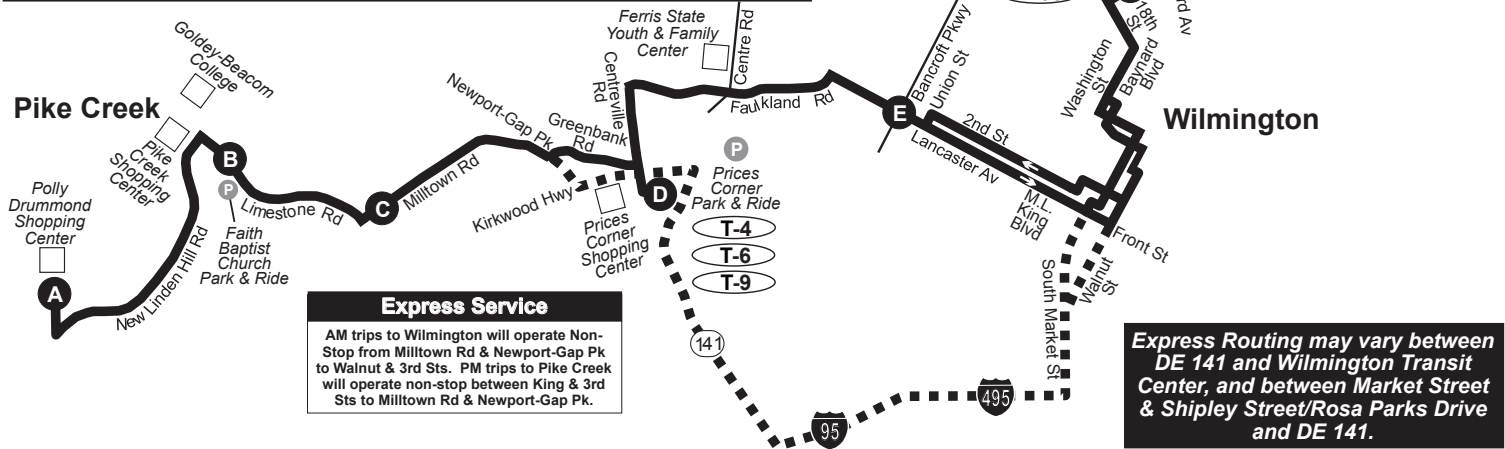 Pike Creek
Goldey-Beacom
College
Pike
Creek
Shopping
Center
Polly
Drummond
Shopping
Center
A
New Linden Hill Rd
B
P
Faith
Baptist
Church
Park & Ride
Limestone Rd
C
Milltown Rd
Newport-Gap Pk
Greenbank
Rd
Kirkwood Hwy
Centreville
Rd
Ferris State
Youth & Family
Center
Centre Rd
Faulkland Rd
D
Prices
Corner
Shopping
Center
P
Prices
Corner
Park & Ride
T-4
T-6
T-9
141
95
495
E
Bancroft Pkwy
Union St
2nd St
Lancaster Av
M.L.
King
Blvd
Front St
Walnut
St
South Market St
Washington
St
Baynard
Blvd
18th
St
rd Av
Wilmington
Express Service
AM trips to Wilmington will operate Non-
Stop from Milltown Rd & Newport-Gap Pk
to Walnut & 3rd Sts. PM trips to Pike Creek
will operate non-stop between King & 3rd
Sts to Milltown Rd & Newport-Gap Pk.
Express Routing may vary between
DE 141 and Wilmington Transit
Center, and between Market Street
& Shipley Street/Rosa Parks Drive
and DE 141.